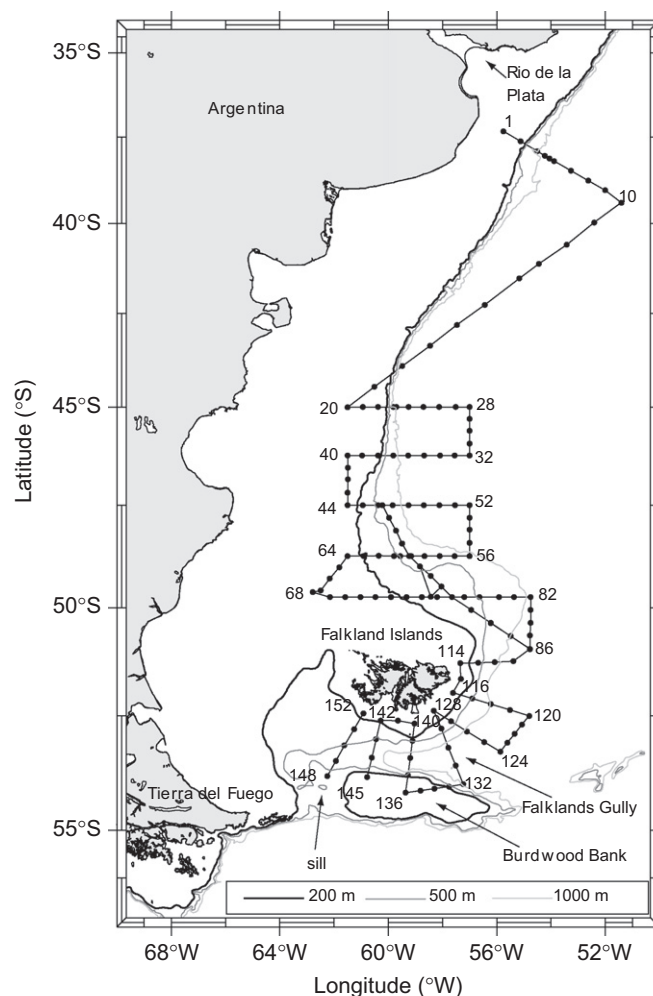 35°S
Rio de la
Plata
Argentina
1
10
40°S
Latitude (°S)
45°S
20
28
40
32
44
52
64
56
68
82
50°S
Falkland Islands
114
86
116
152
142
128
140
120
124
148
Tierra del Fuego
145
136
132
Falklands Gully
55°S
sill
Burdwood Bank
200 m
500 m
1000 m
68°W
64°W
60°W
56°W
52°W
Longitude (°W)